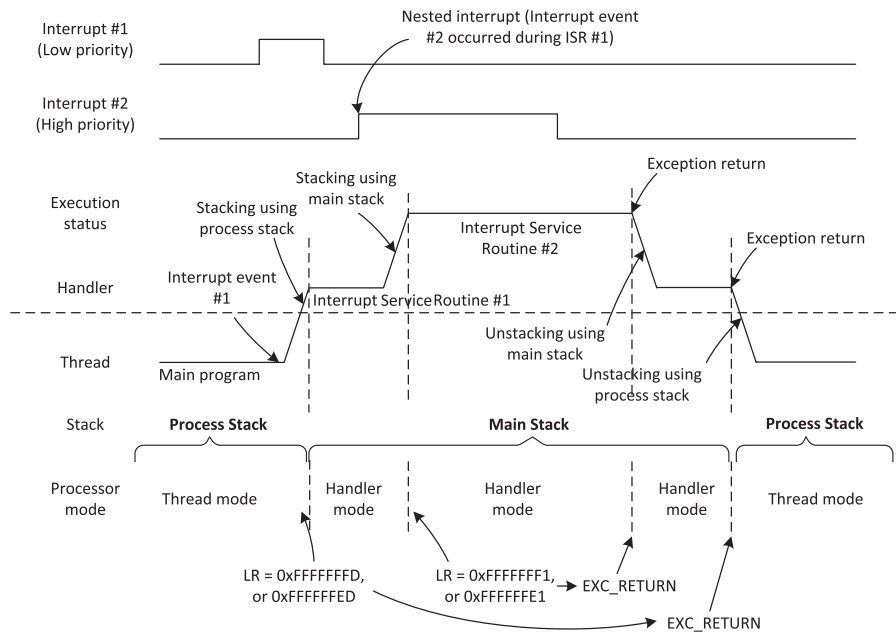 Interrupt #1
(Low priority)
Nested interrupt (Interrupt event
#2 occurred during ISR #1)
Interrupt #2
(High priority)
Execution
status
Stacking using
main stack
Stacking using
process stack
Exception return
Interrupt Service
Routine #2
Exception return
Interrupt event
#1
Handler
Interrupt Service Routine #1
Unstacking using
main stack
Thread
Main program
Unstacking using
process stack
Stack
Process Stack
Main Stack
Process Stack
Processor
mode
Thread mode
Handler
mode
Handler
mode
Handler
mode
Thread mode
LR = 0xFFFFFFFD,
or 0xFFFFFFED
LR = 0xFFFFFFF1,
or 0xFFFFFFE1
EXC_RETURN
EXC_RETURN